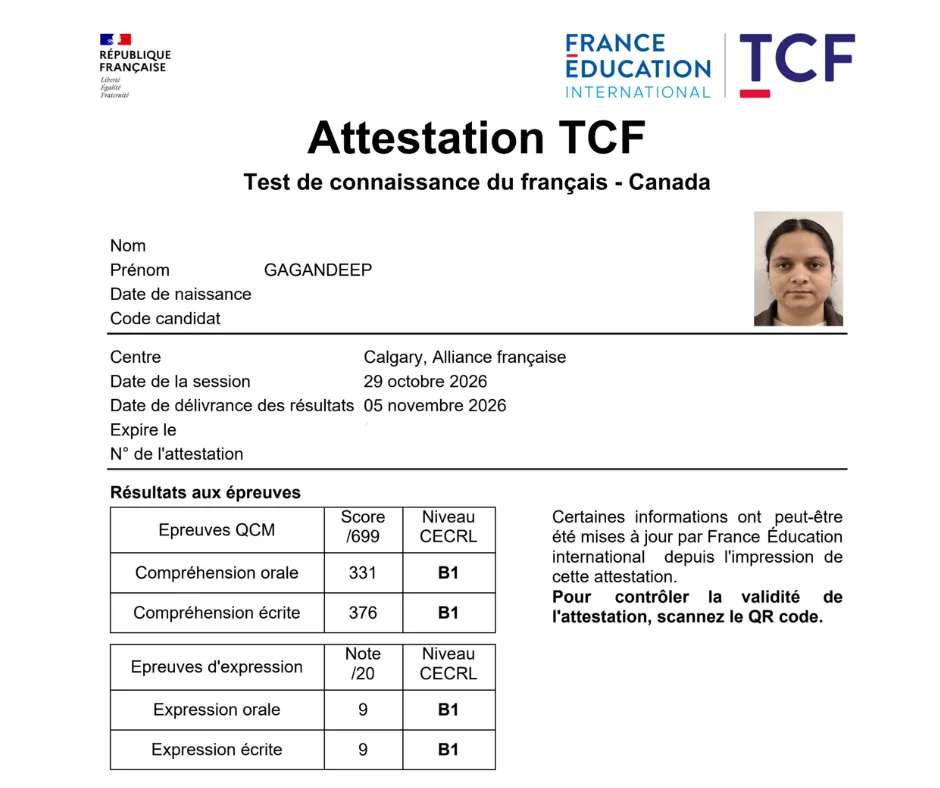 RÉPUBLIQUE
FRANÇAISE
Liberté
Égalité
Fraternité
FRANCE
EDUCATION
INTERNATIONAL
TCF
Attestation TCF
Test de connaissance du français - Canada
Nom
Prénom GAGANDEEP
Date de naissance
Code candidat
Centre Calgary, Alliance française
Date de la session 29 octobre 2026
Date de délivrance des résultats 05 novembre 2026
Expire le
N° de l'attestation
Résultats aux épreuves
Epreuves QCM Score /699 Niveau CECRL
Compréhension orale 331 B1
Compréhension écrite 376 B1
Epreuves d'expression Note /20 Niveau CECRL
Expression orale 9 B1
Expression écrite 9 B1
Certaines informations ont peut-être
été mises à jour par France Éducation
international depuis l'impression de
cette attestation.
Pour contrôler la validité de
l'attestation, scannez le QR code.